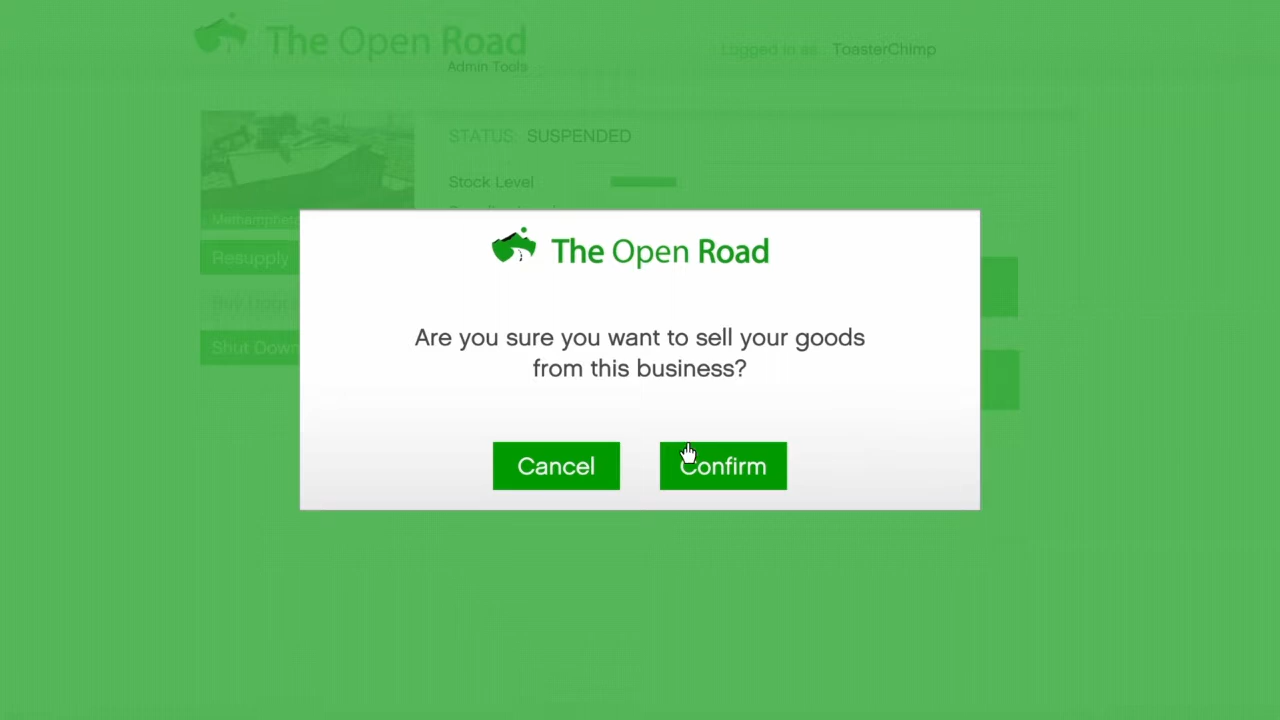 The Open Road
Admin Tools
Logged in as: ToasterChimp
STATUS: SUSPENDED
Stock Level
Resupply
Shut Down
The Open Road
Are you sure you want to sell your goods
from this business?
Cancel
Confirm